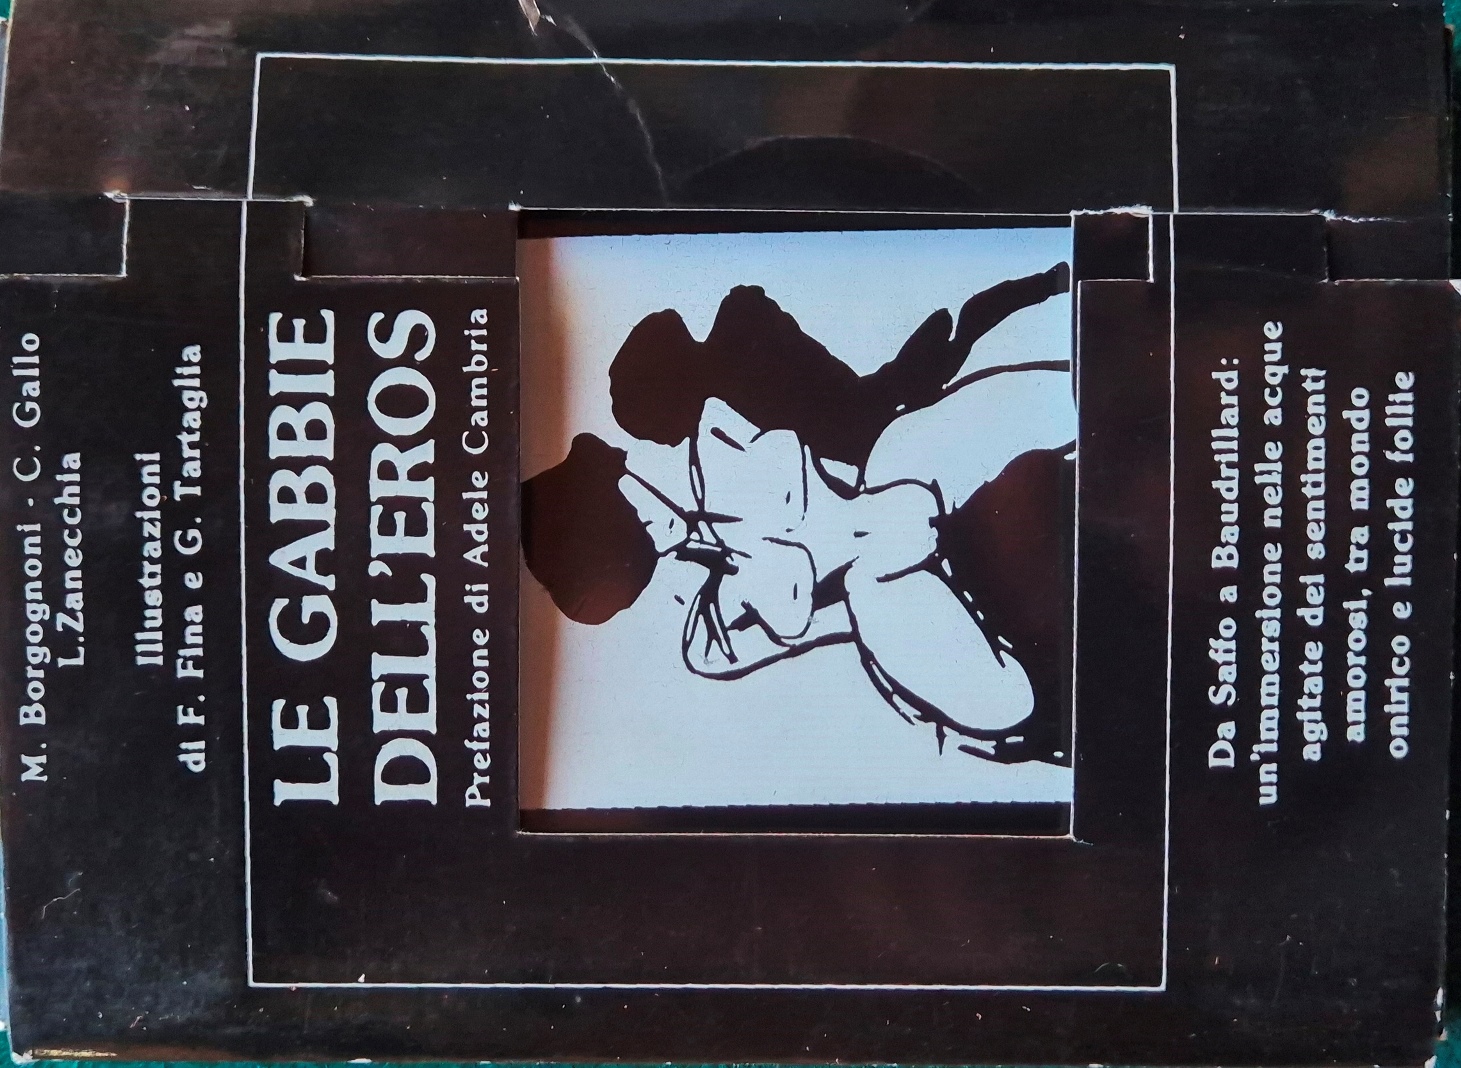 M. Borgognoni - C. Gallo
L.Zanecchia
Illustrazioni
di F. Fina e G. Tartaglia
LE GABBIE
DELL'EROS
Prefazione di Adele Cambria
Da Saffo a Baudrillard:
un'immersione nelle acque
agitate dei sentimenti
amorosi, tra mondo
onirico e lucide follie